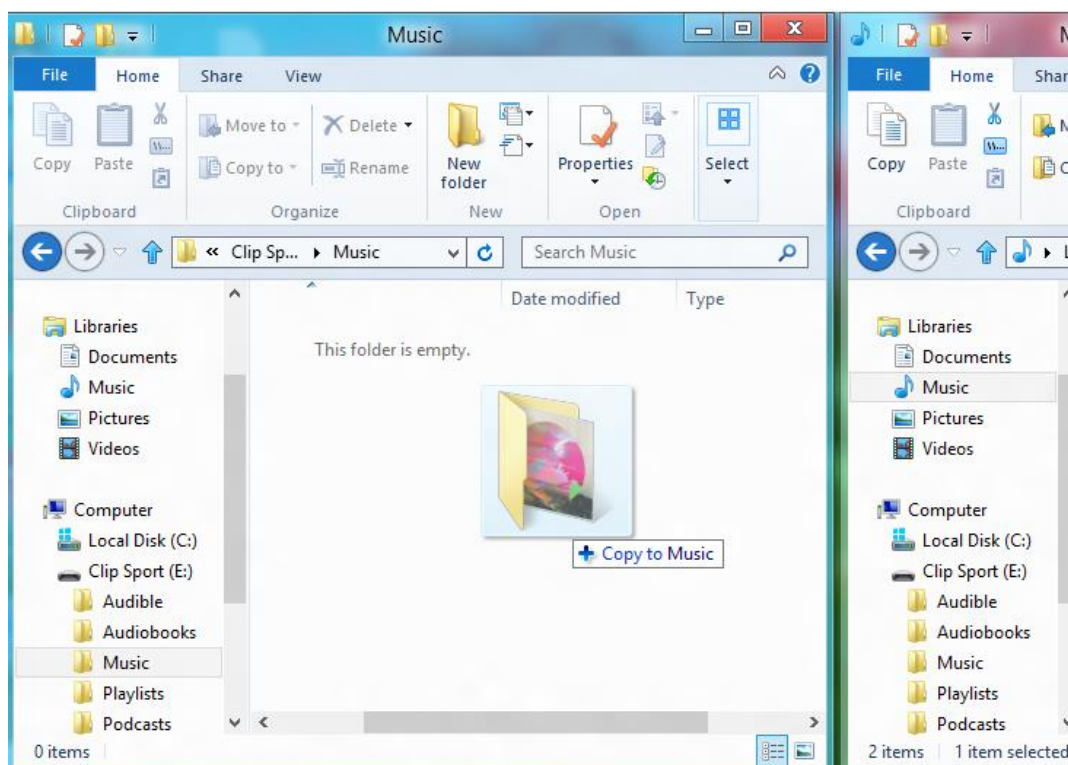 Music
File Home Share View
Copy Paste Move to Copy to Delete Rename New folder Properties Select
Clipboard Organize New Open
« Clip Sp... Music Search Music
Date modified Type
This folder is empty.
Libraries
Documents
Music
Pictures
Videos
Computer
Local Disk (C:)
Clip Sport (E:)
Audible
Audiobooks
Music
Playlists
Podcasts
Copy to Music
0 items
File Home Shar
Copy Paste
Clipboard
Libraries
Documents
Music
Pictures
Videos
Computer
Local Disk (C:)
Clip Sport (E:)
Audible
Audiobooks
Music
Playlists
Podcasts
2 items 1 item selected